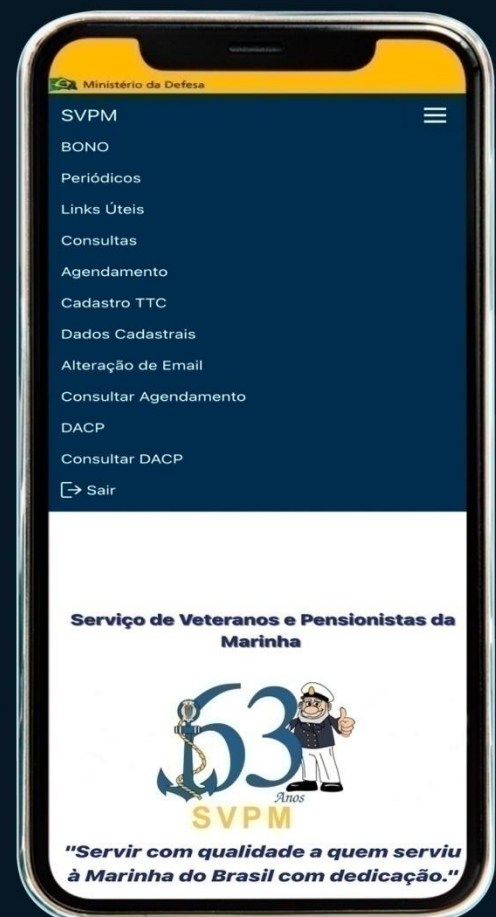 Ministério da Defesa
SVPM
BONO
Periódicos
Links Úteis
Consultas
Agendamento
Cadastro TTC
Dados Cadastrais
Alteração de Email
Consultar Agendamento
DACP
Consultar DACP
Sair
Serviço de Veteranos e Pensionistas da
Marinha
63
Anos
SVPM
"Servir com qualidade a quem serviu
à Marinha do Brasil com dedicação."